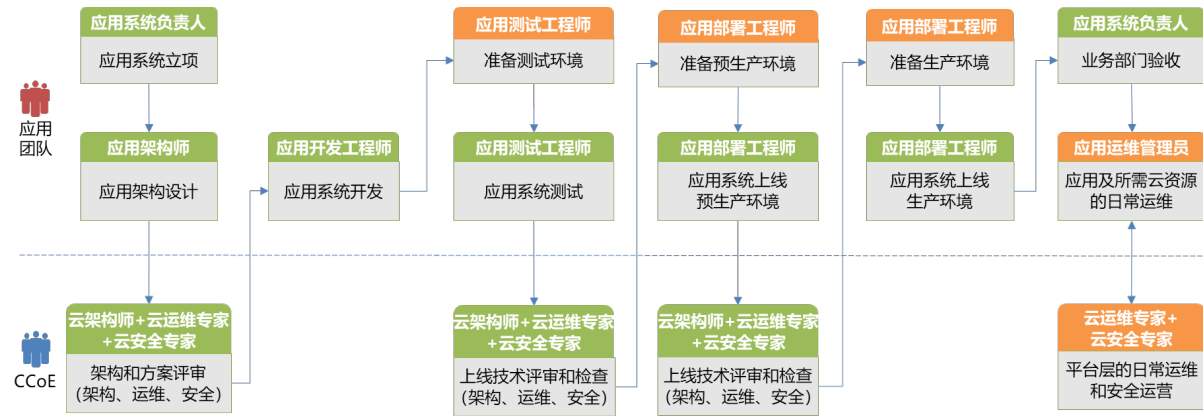 应用系统负责人
应用系统立项
应用测试工程师
准备测试环境
应用部署工程师
准备预生产环境
应用部署工程师
准备生产环境
应用系统负责人
业务部门验收
应用
团队
应用架构师
应用架构设计
应用开发工程师
应用系统开发
应用测试工程师
应用系统测试
应用部署工程师
应用系统上线
预生产环境
应用部署工程师
应用系统上线
生产环境
应用运维管理员
应用及所需云资源
的日常运维
CCoE
云架构师+云运维专家
+云安全专家
架构和方案评审
（架构、运维、安全）
云架构师+云运维专家
+云安全专家
上线技术评审和检查
（架构、运维、安全）
云架构师+云运维专家
+云安全专家
上线技术评审和检查
（架构、运维、安全）
云运维专家+
云安全专家
平台层的日常运维
和安全运营